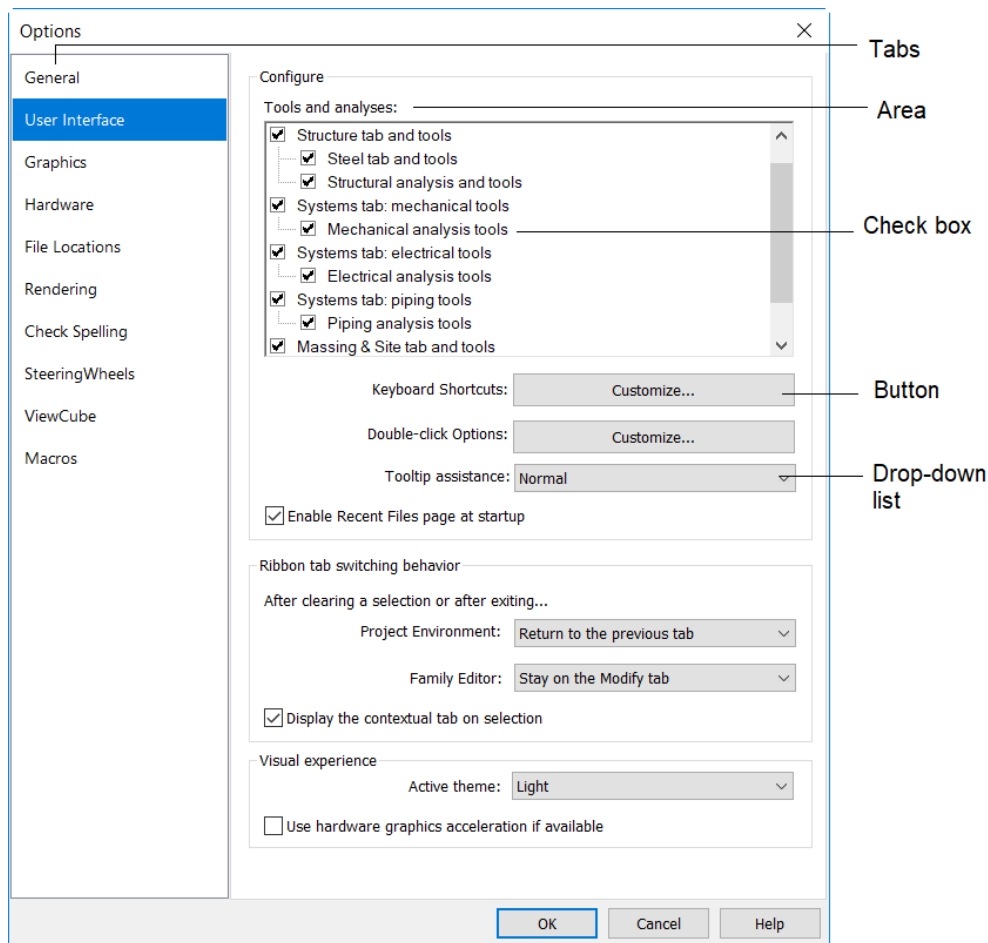 Options
Tabs
General
User Interface
Graphics
Hardware
File Locations
Rendering
Check Spelling
SteeringWheels
ViewCube
Macros
Configure
Tools and analyses:
Area
Structure tab and tools
Steel tab and tools
Structural analysis and tools
Systems tab: mechanical tools
Mechanical analysis tools
Check box
Systems tab: electrical tools
Electrical analysis tools
Systems tab: piping tools
Piping analysis tools
Massing & Site tab and tools
Keyboard Shortcuts: Customize...
Button
Double-click Options: Customize...
Tooltip assistance: Normal
Drop-down
list
Enable Recent Files page at startup
Ribbon tab switching behavior
After clearing a selection or after exiting...
Project Environment: Return to the previous tab
Family Editor: Stay on the Modify tab
Display the contextual tab on selection
Visual experience
Active theme: Light
Use hardware graphics acceleration if available
OK Cancel Help